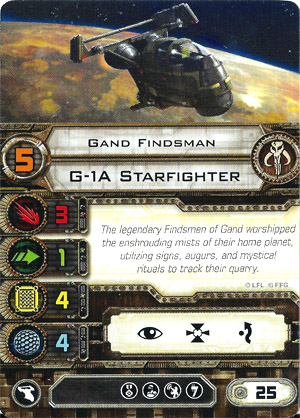 GAND FINDSMAN
5
G-1A STARFIGHTER
3
The legendary Findsmen of Gand worshipped
the enshrouding mists of their home planet,
utilizing signs, augurs, and mystical
rituals to track their quarry.
1
© LFL © FFG
4
4
25